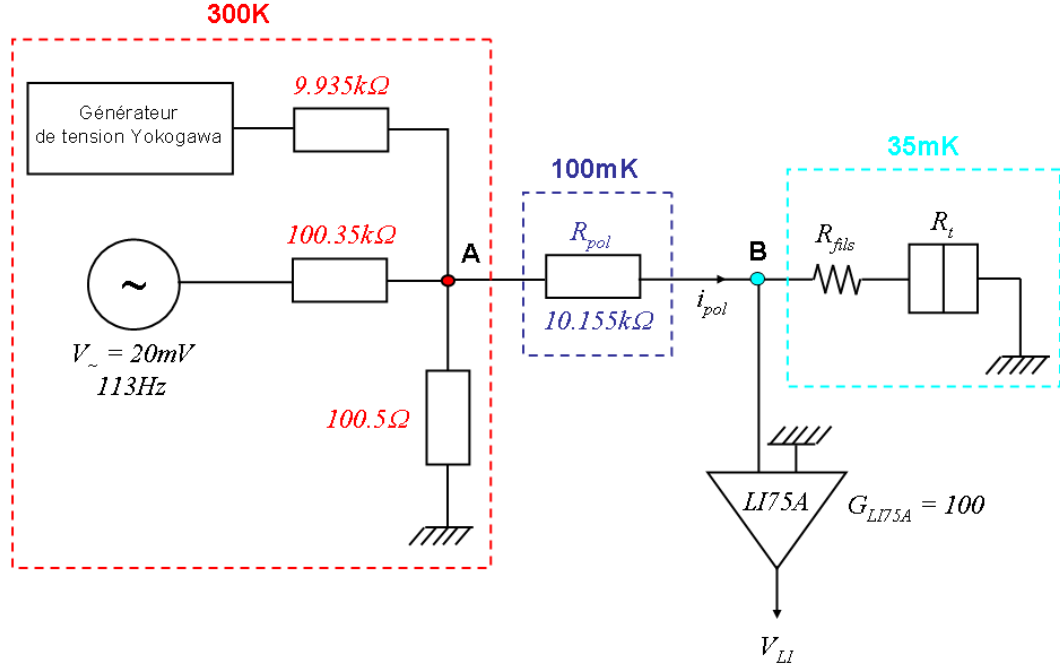 300K
9.935kΩ
Générateur
de tension Yokogawa
100mK
35mK
100.35kΩ
A
R_pol
B
R_fils
R_t
~
i_pol
10.155kΩ
V_~ = 20mV
113Hz
100.5Ω
LI75A
G_LI75A = 100
V_LI